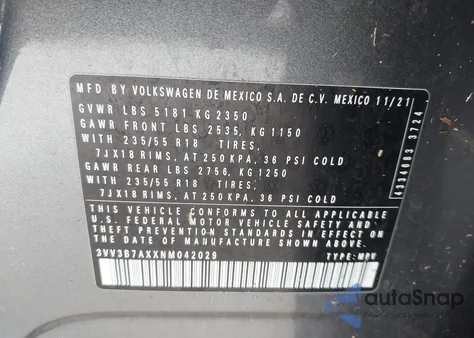 MFD BY VOLKSWAGEN DE MEXICO S.A. DE C.V. MEXICO 11/21
GVWR LBS 5181 KG 2350
GAWR FRONT LBS 2535, KG 1150
WITH 235/55 R18 TIRES,
7JX18 RIMS, AT 250 KPA, 36 PSI COLD
GAWR REAR LBS 2756, KG 1250
WITH 235/55 R18 TIRES,
7JX18 RIMS, AT 250 KPA, 36 PSI COLD
THIS VEHICLE CONFORMS TO ALL APPLICABLE
U.S. FEDERAL MOTOR VEHICLE SAFETY AND
THEFT PREVENTION STANDARDS IN EFFECT
ON THE DATE OF MANUFACTURE SHOWN ABOVE
3VV3B7AXXNM042029 TYPE: MPV
3724
autoSnap